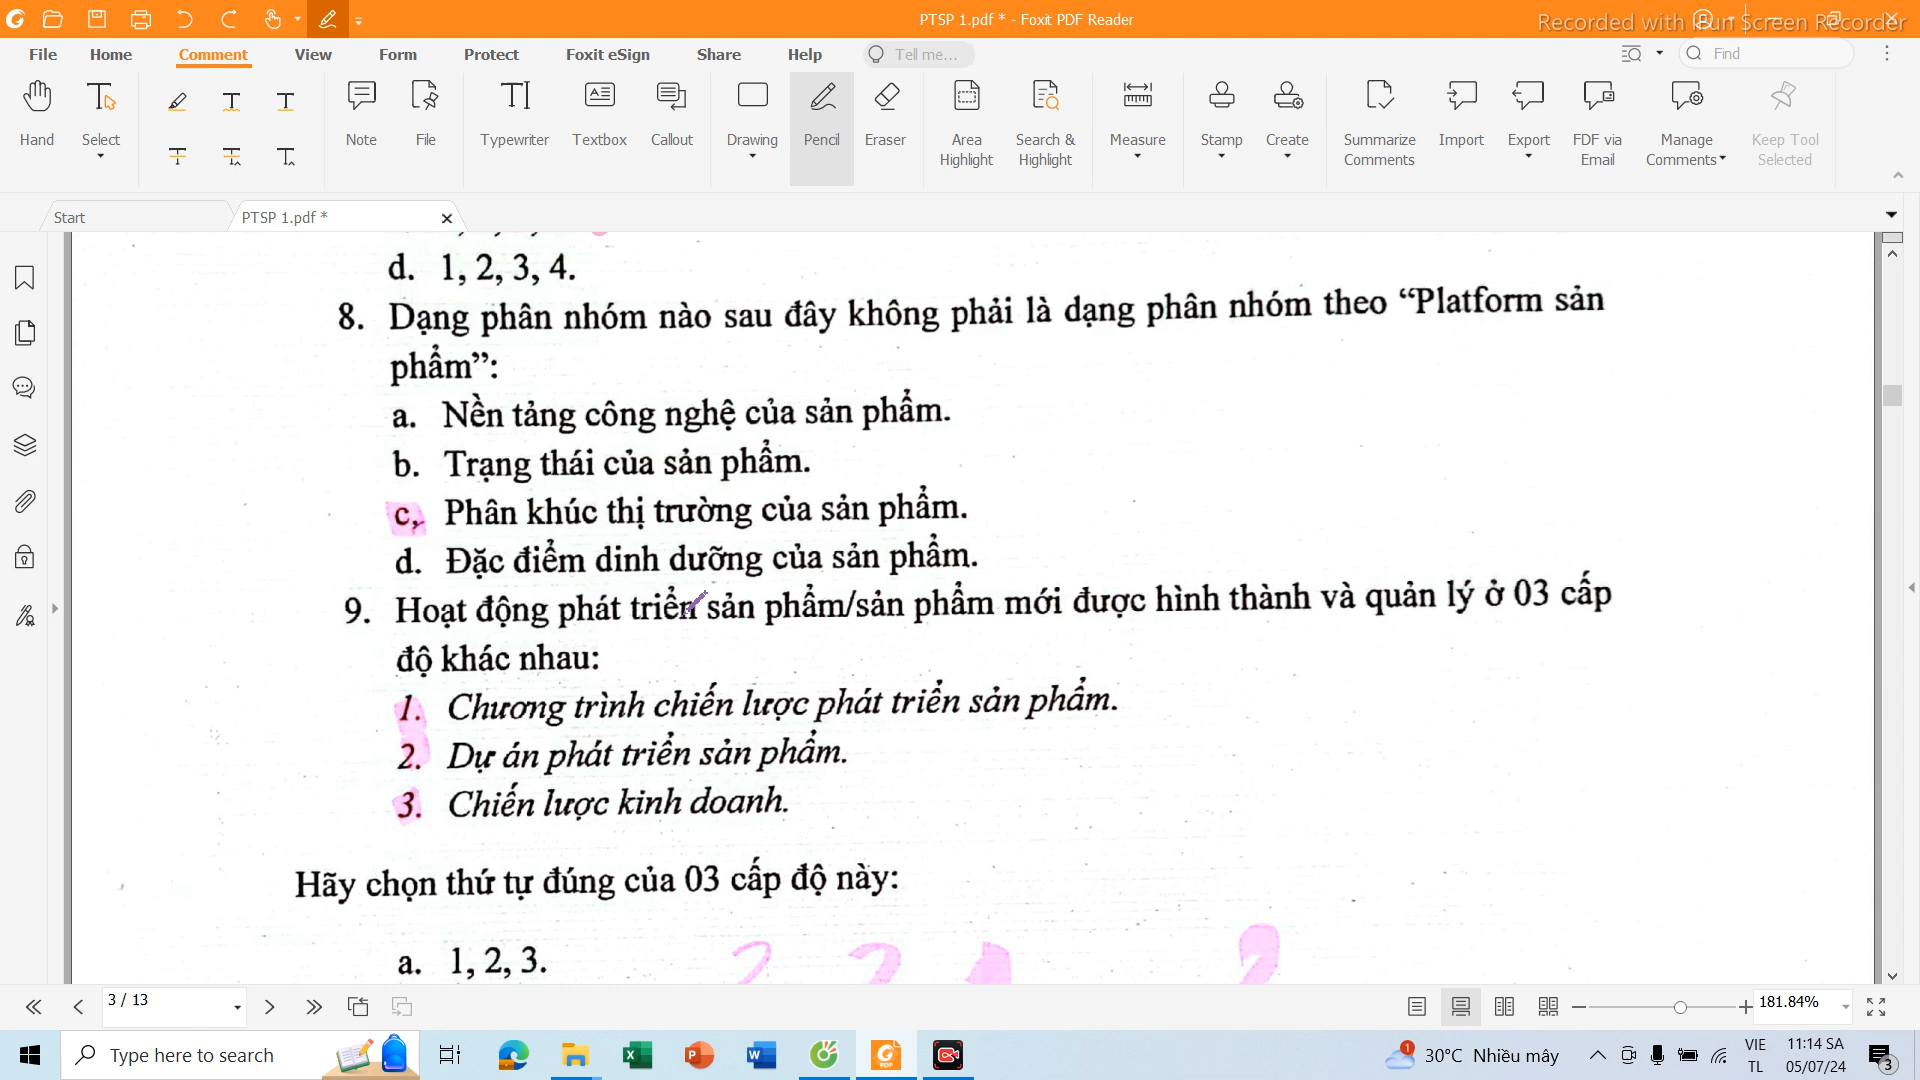 PTSP 1.pdf * - Foxit PDF Reader
Recorded with iFun Screen Recorder
File Home Comment View Form Protect Foxit eSign Share Help Tell me... Find
Hand Select Note File Typewriter Textbox Callout Drawing Pencil Eraser Area Highlight Search & Highlight Measure Stamp Create Summarize Comments Import Export FDF via Email Manage Comments Keep Tool Selected
Start PTSP 1.pdf *
d. 1, 2, 3, 4.
8. Dạng phân nhóm nào sau đây không phải là dạng phân nhóm theo “Platform sản
phẩm”:
a. Nền tảng công nghệ của sản phẩm.
b. Trạng thái của sản phẩm.
c, Phân khúc thị trường của sản phẩm.
d. Đặc điểm dinh dưỡng của sản phẩm.
9. Hoạt động phát triển sản phẩm/sản phẩm mới được hình thành và quản lý ở 03 cấp
độ khác nhau:
1. Chương trình chiến lược phát triển sản phẩm.
2. Dự án phát triển sản phẩm.
3. Chiến lược kinh doanh.
Hãy chọn thứ tự đúng của 03 cấp độ này:
a. 1, 2, 3.
3 / 13 181.84%
Type here to search 1 30°C Nhiều mây VIE 11:14 SA
TL 05/07/24 3